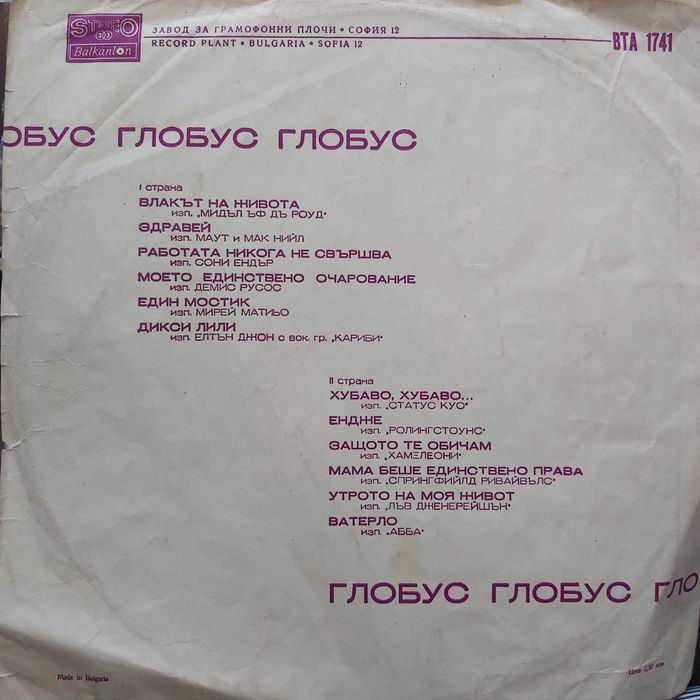 STEREO
33
Balkanton
ЗАВОД ЗА ГРАМОФОННИ ПЛОЧИ • СОФИЯ 12
RECORD PLANT • BULGARIA • SOFIA 12
ВТА 1741
ОБУС ГЛОБУС ГЛОБУС
I страна
ВЛАКЪТ НА ЖИВОТА
изп. „МИДЪЛ ЪФ ДЪ РОУД"
ЗДРАВЕЙ
изп. МАУТ и МАК НИЙЛ
РАБОТАТА НИКОГА НЕ СВЪРШВА
изп. СОНИ ЕНДЪР
МОЕТО ЕДИНСТВЕНО ОЧАРОВАНИЕ
изп. ДЕМИС РУСОС
ЕДИН МОСТИК
изп. МИРЕЙ МАТИЬО
ДИКСИ ЛИЛИ
изп. ЕЛТЪН ДЖОН с вок. гр. „КАРИБИ"
II страна
ХУБАВО, ХУБАВО...
изп. „СТАТУС КУО"
ЕНДЖЕ
изп. „РОЛИНГСТОУНС"
ЗАЩОТО ТЕ ОБИЧАМ
изп. „ХАМЕЛЕОНИ"
МАМА БЕШЕ ЕДИНСТВЕНО ПРАВА
изп. „СПРИНГФИЙЛД РИВАЙВЪЛС"
УТРОТО НА МОЯ ЖИВОТ
изп. „ЛЪВ ДЖЕНЕРЕЙШЪН"
ВАТЕРЛО
изп. „АББА"
ГЛОБУС ГЛОБУС ГЛО
Made in Bulgaria
Цена 2,30 лева